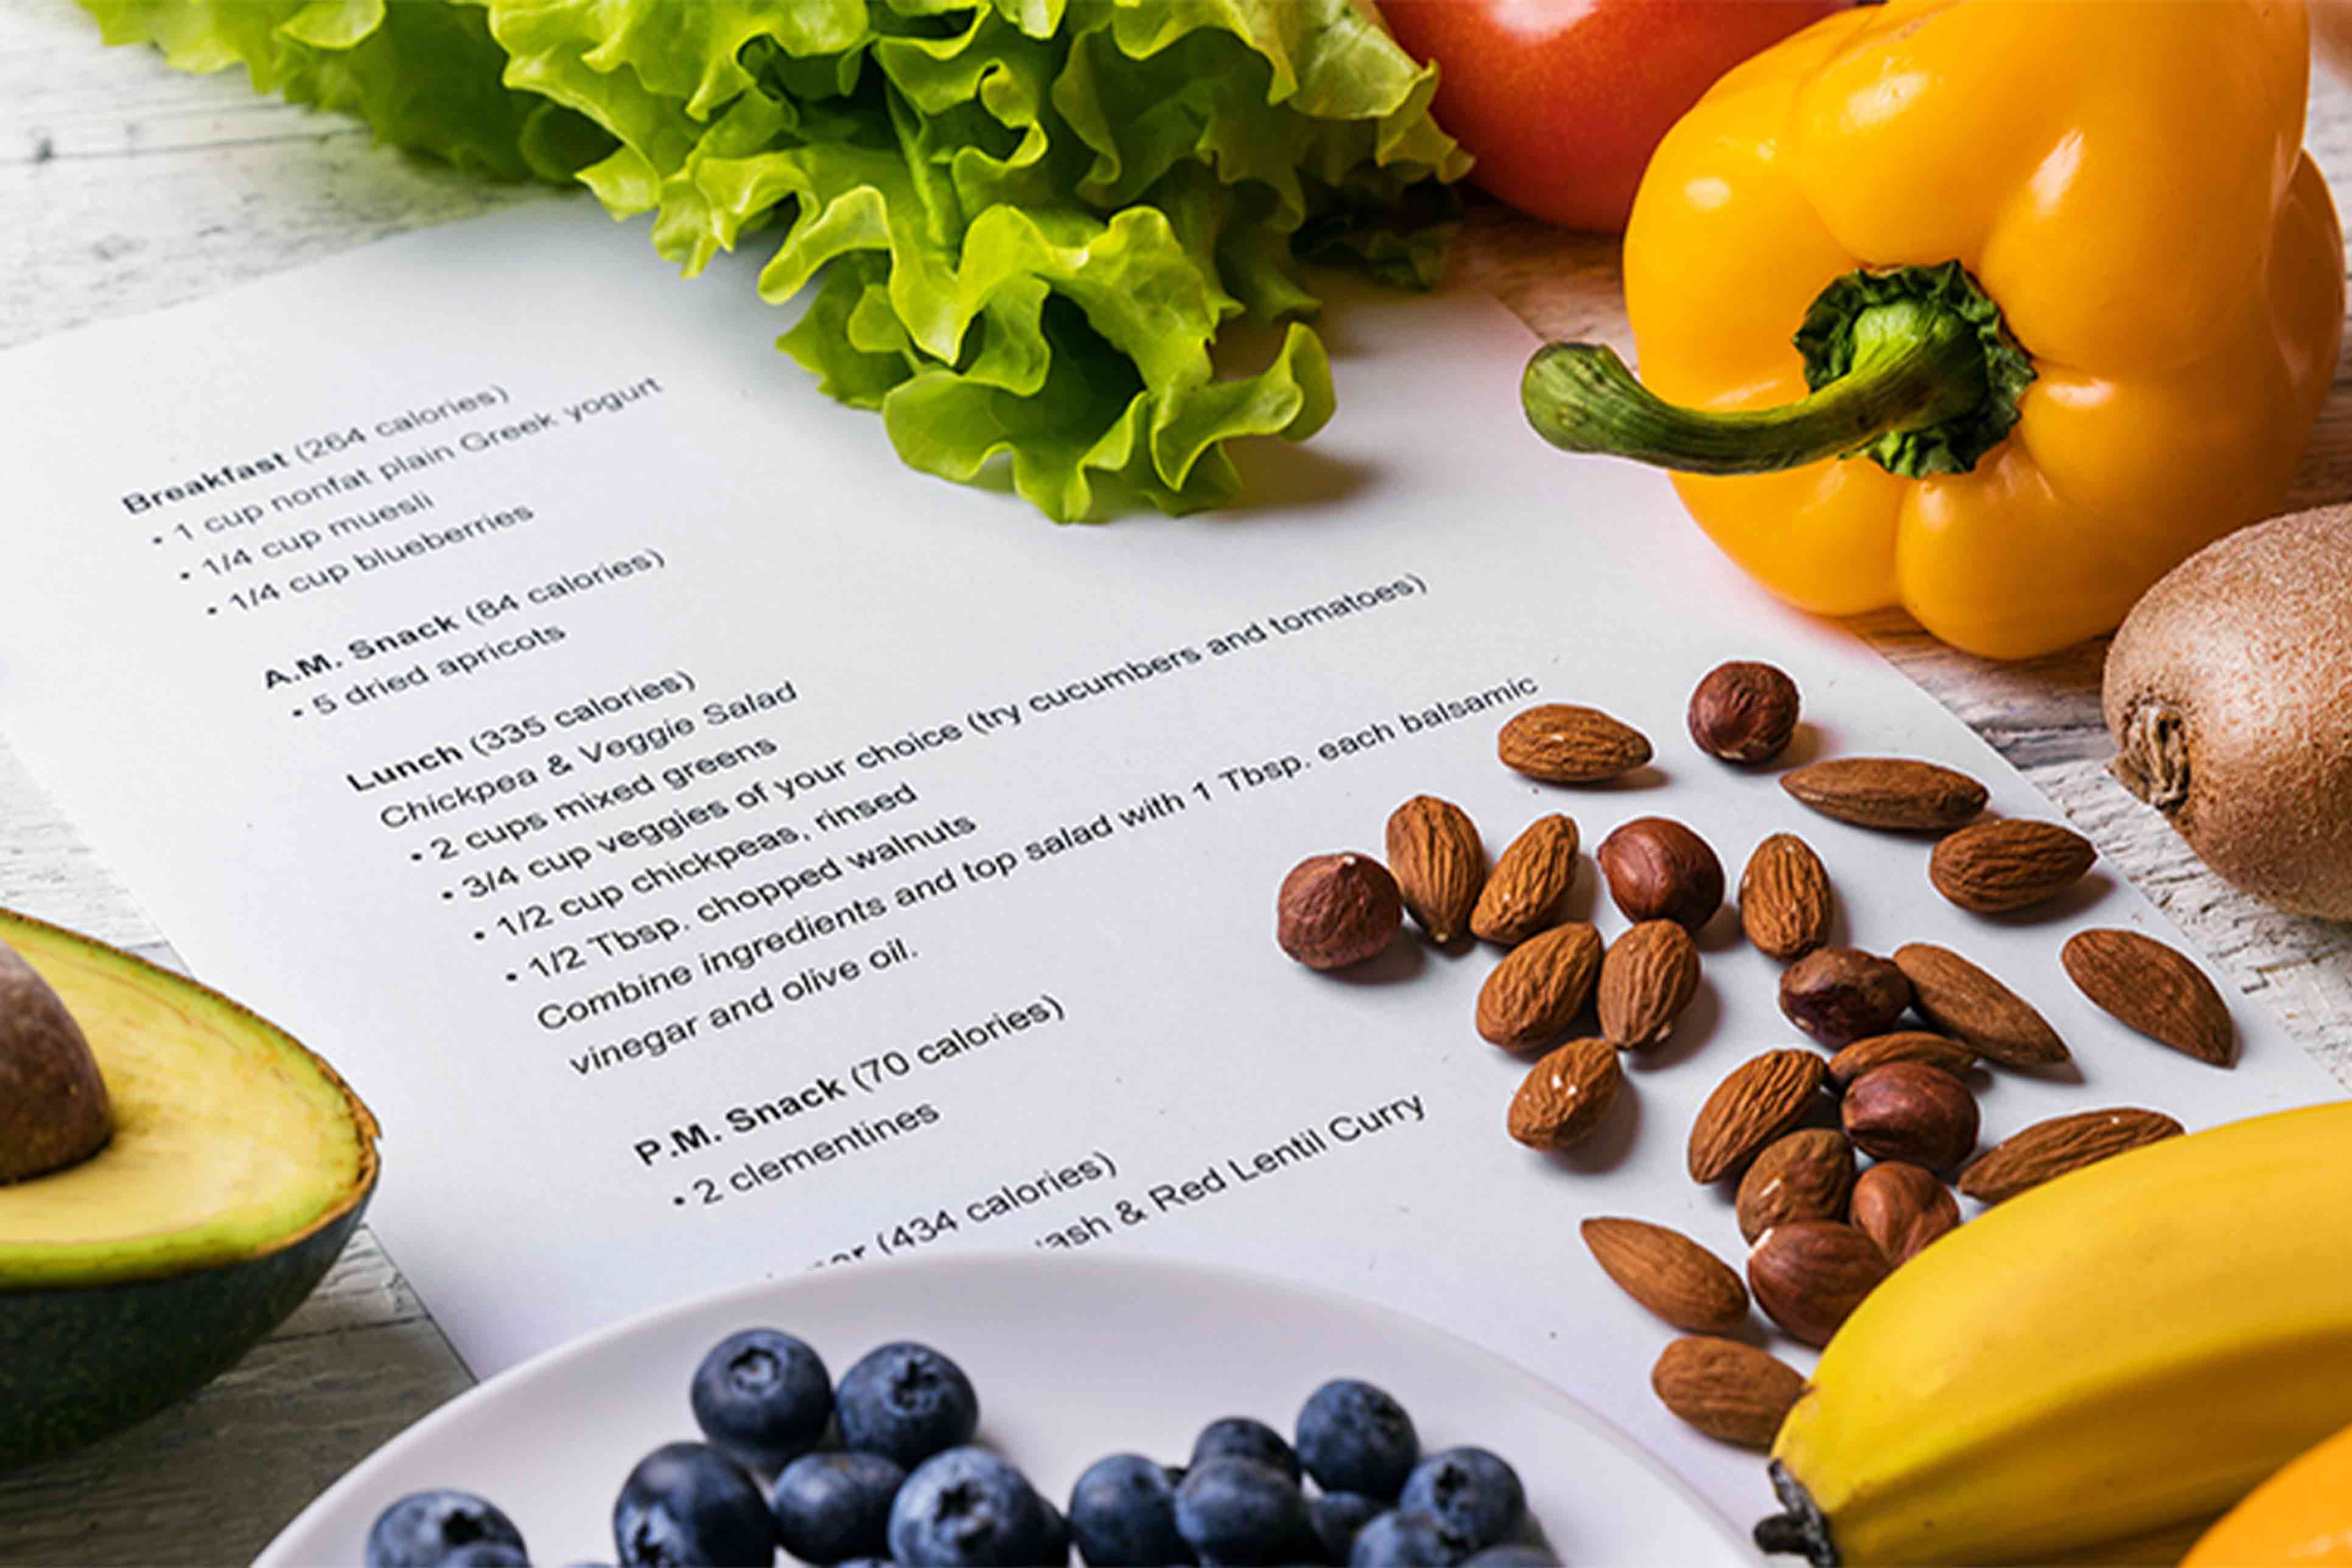 Breakfast (264 calories)
• 1 cup nonfat plain Greek yogurt
• 1/4 cup muesli
• 1/4 cup blueberries
A.M. Snack (84 calories)
• 5 dried apricots
Lunch (335 calories)
Chickpea & Veggie Salad
• 2 cups mixed greens
• 3/4 cup veggies of your choice (try cucumbers and tomatoes)
• 1/2 cup chickpeas, rinsed
• 1/2 Tbsp. chopped walnuts
Combine ingredients and top salad with 1 Tbsp. each balsamic
vinegar and olive oil.
P.M. Snack (70 calories)
• 2 clementines
(434 calories)
& Red Lentil Curry